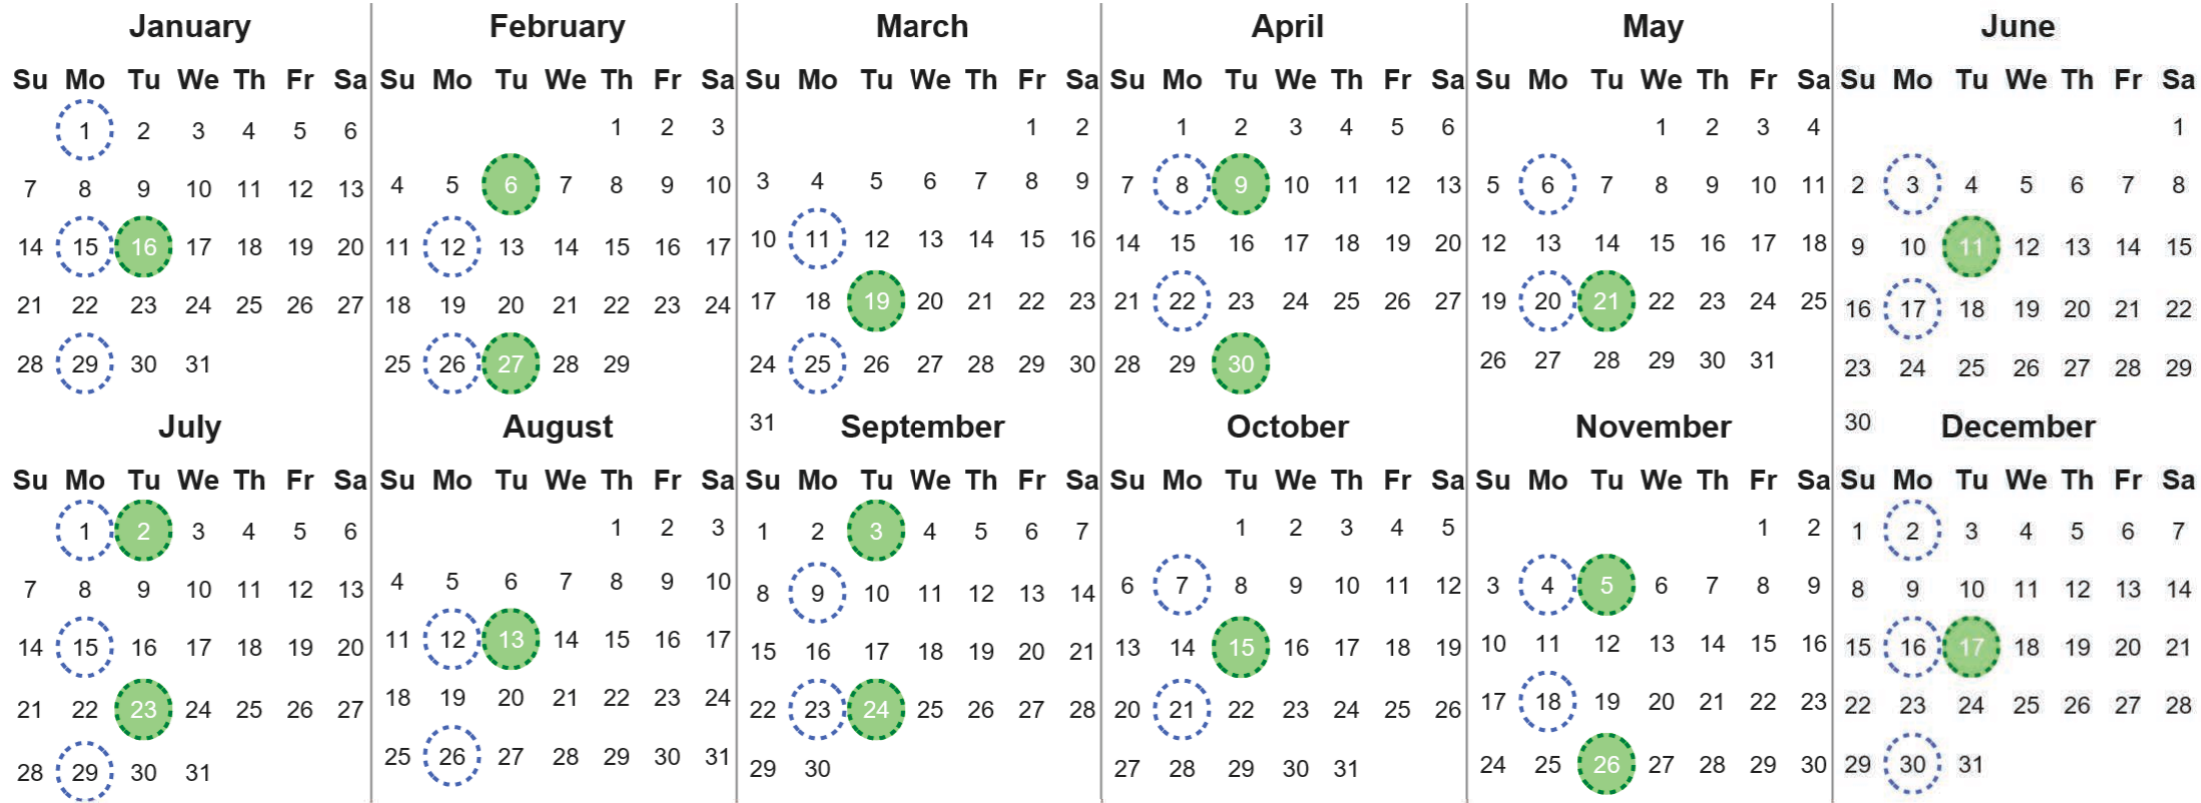 January February March April May June
Su Mo Tu We Th Fr Sa Su Mo Tu We Th Fr Sa Su Mo Tu We Th Fr Sa Su Mo Tu We Th Fr Sa Su Mo Tu We Th Fr Sa Su Mo Tu We Th Fr Sa
1 2 3 4 5 6 1 2 3 1 2 1 2 3 4 5 6 1 2 3 4 1
7 8 9 10 11 12 13 4 5 6 7 8 9 10 3 4 5 6 7 8 9 7 8 9 10 11 12 13 5 6 7 8 9 10 11 2 3 4 5 6 7 8
14 15 16 17 18 19 20 11 12 13 14 15 16 17 10 11 12 13 14 15 16 14 15 16 17 18 19 20 12 13 14 15 16 17 18 9 10 11 12 13 14 15
21 22 23 24 25 26 27 18 19 20 21 22 23 24 17 18 19 20 21 22 23 21 22 23 24 25 26 27 19 20 21 22 23 24 25 16 17 18 19 20 21 22
28 29 30 31 25 26 27 28 29 24 25 26 27 28 29 30 28 29 30 26 27 28 29 30 31 23 24 25 26 27 28 29
31 30
July August September October November December
Su Mo Tu We Th Fr Sa Su Mo Tu We Th Fr Sa Su Mo Tu We Th Fr Sa Su Mo Tu We Th Fr Sa Su Mo Tu We Th Fr Sa Su Mo Tu We Th Fr Sa
1 2 3 4 5 6 1 2 3 1 2 3 4 5 6 7 1 2 3 4 5 1 2 1 2 3 4 5 6 7
7 8 9 10 11 12 13 4 5 6 7 8 9 10 8 9 10 11 12 13 14 6 7 8 9 10 11 12 3 4 5 6 7 8 9 8 9 10 11 12 13 14
14 15 16 17 18 19 20 11 12 13 14 15 16 17 15 16 17 18 19 20 21 13 14 15 16 17 18 19 10 11 12 13 14 15 16 15 16 17 18 19 20 21
21 22 23 24 25 26 27 18 19 20 21 22 23 24 22 23 24 25 26 27 28 20 21 22 23 24 25 26 17 18 19 20 21 22 23 22 23 24 25 26 27 28
28 29 30 31 25 26 27 28 29 30 31 29 30 27 28 29 30 31 24 25 26 27 28 29 30 29 30 31